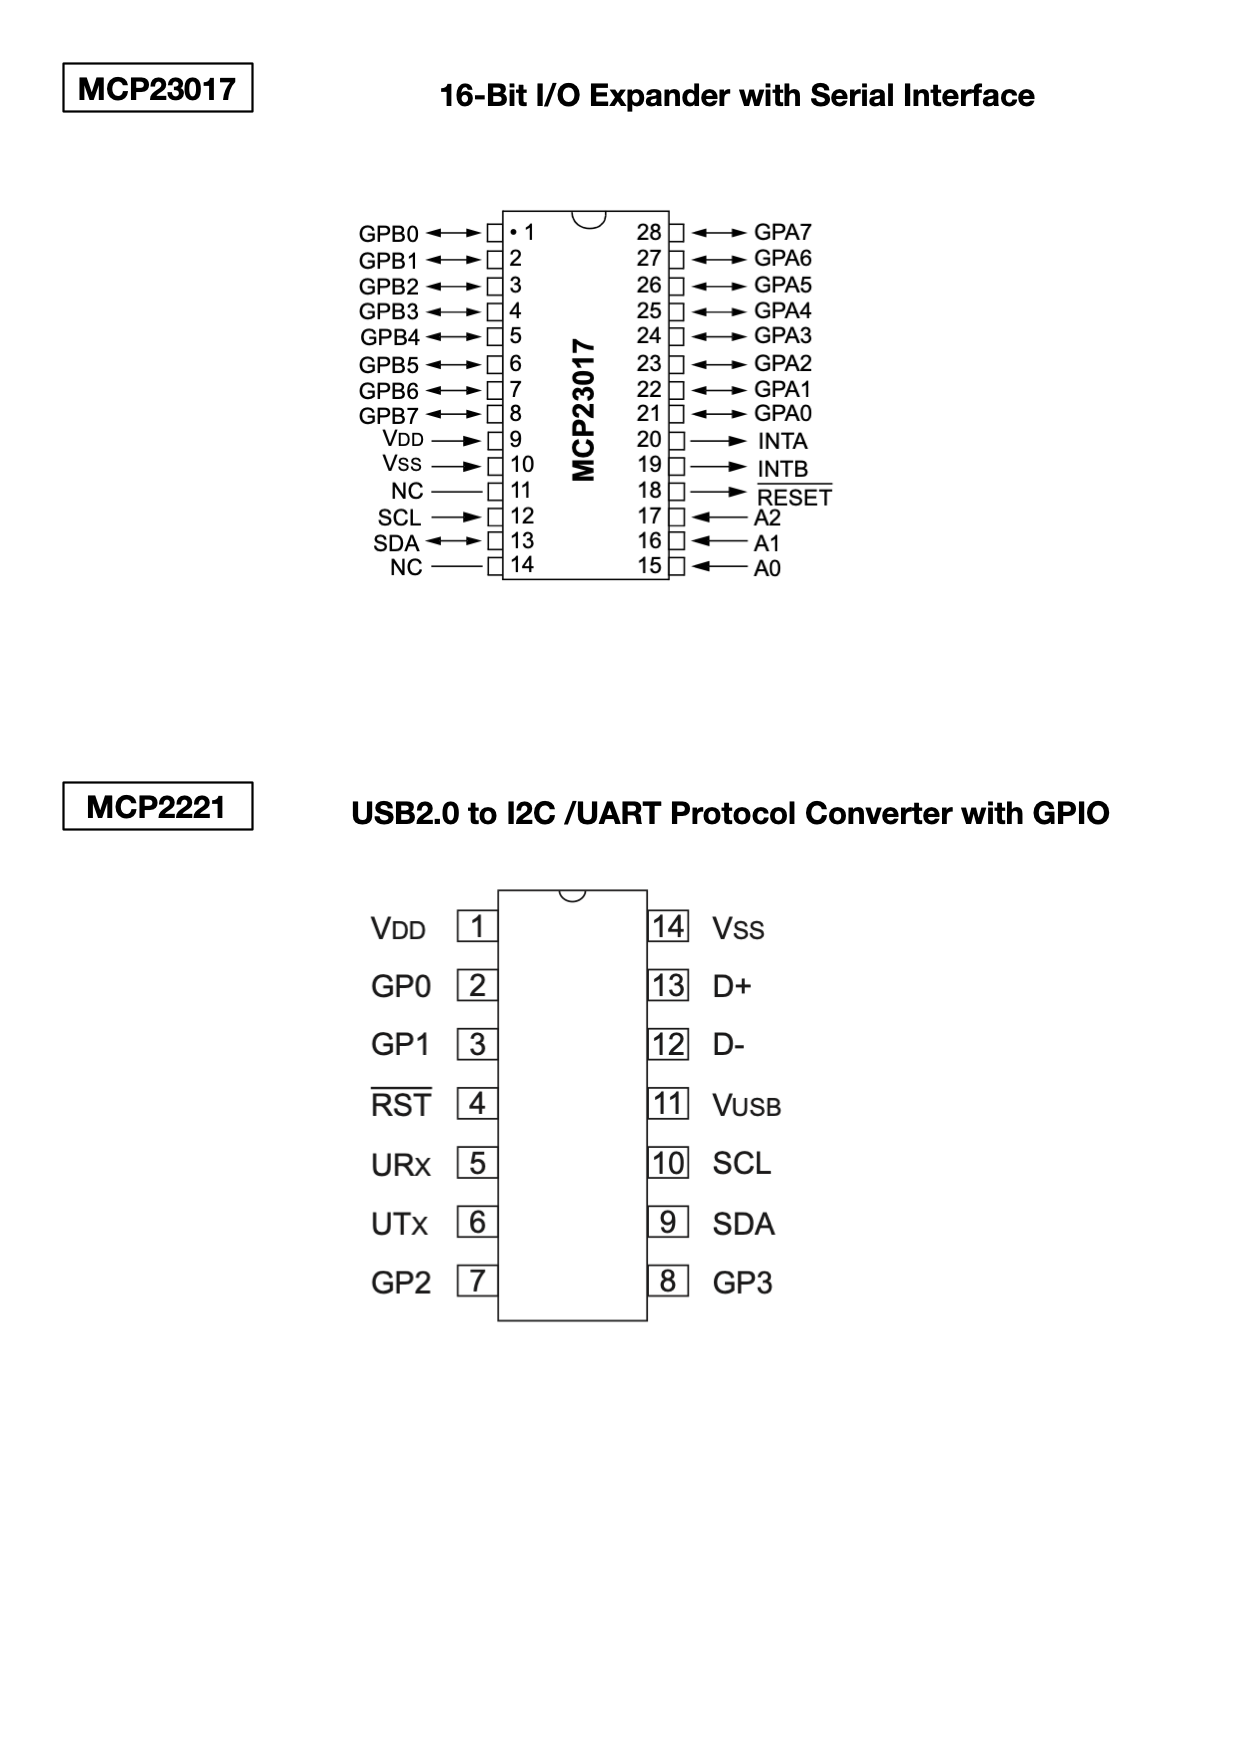 MCP23017
16-Bit I/O Expander with Serial Interface
GPB0 • 1 28 GPA7
GPB1 2 27 GPA6
GPB2 3 26 GPA5
GPB3 4 25 GPA4
GPB4 5 24 GPA3
GPB5 6 23 GPA2
GPB6 7 22 GPA1
GPB7 8 21 GPA0
VDD 9 20 INTA
VSS 10 19 INTB
NC 11 18 RESET
SCL 12 17 A2
SDA 13 16 A1
NC 14 15 A0
MCP23017
MCP2221
USB2.0 to I2C /UART Protocol Converter with GPIO
VDD 1 14 VSS
GP0 2 13 D+
GP1 3 12 D-
RST 4 11 VUSB
URx 5 10 SCL
UTx 6 9 SDA
GP2 7 8 GP3